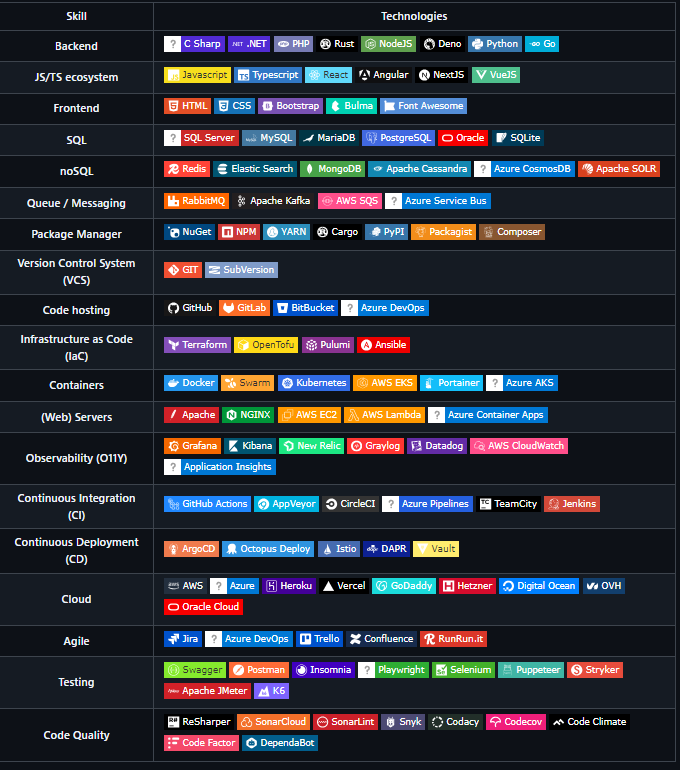 Skill Technologies
Backend ? C Sharp .NET .NET php PHP Rust NodeJS Deno Python GO Go
JS/TS ecosystem JS Javascript TS Typescript React Angular N NextJS VueJS
Frontend HTML CSS B Bootstrap Bulma Font Awesome
SQL ? SQL Server MySQL MariaDB PostgreSQL Oracle SQLite
noSQL Redis Elastic Search MongoDB Apache Cassandra ? Azure CosmosDB Apache SOLR
Queue / Messaging RabbitMQ Apache Kafka AWS SQS ? Azure Service Bus
Package Manager NuGet NPM YARN Cargo PyPI Packagist Composer
Version Control System
(VCS) GIT SubVersion
Code hosting GitHub GitLab BitBucket ? Azure DevOps
Infrastructure as Code
(IaC) Terraform OpenTofu Pulumi Ansible
Containers Docker Swarm Kubernetes AWS EKS Portainer ? Azure AKS
(Web) Servers Apache NGINX AWS EC2 AWS Lambda ? Azure Container Apps
Observability (O11Y) Grafana Kibana New Relic Graylog Datadog AWS CloudWatch
? Application Insights
Continuous Integration
(CI) GitHub Actions AppVeyor CircleCI ? Azure Pipelines TC TeamCity Jenkins
Continuous Deployment
(CD) ArgoCD Octopus Deploy Istio DAPR Vault
Cloud aws AWS ? Azure Heroku Vercel GoDaddy Hetzner Digital Ocean OVH
Oracle Cloud
Agile Jira ? Azure DevOps Trello Confluence RunRun.it
Testing Swagger Postman Insomnia ? Playwright Selenium Puppeteer Stryker
Apache JMeter K6
Code Quality R# ReSharper SonarCloud SonarLint Snyk Codacy Codecov Code Climate
Code Factor DependaBot